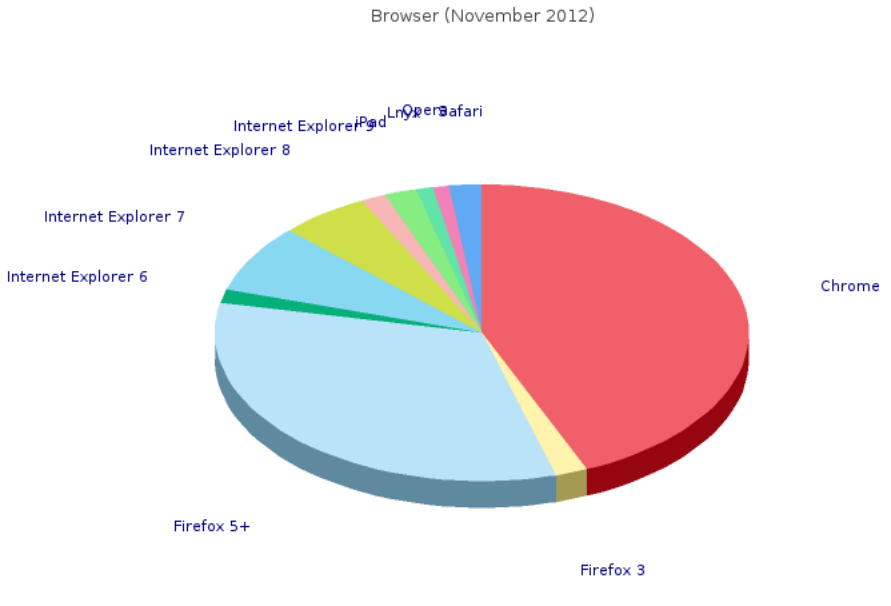 Browser (November 2012)
Safari
Opera
Lnyx
iPad
Internet Explorer 9
Internet Explorer 8
Internet Explorer 7
Internet Explorer 6
Chrome
Firefox 5+
Firefox 3